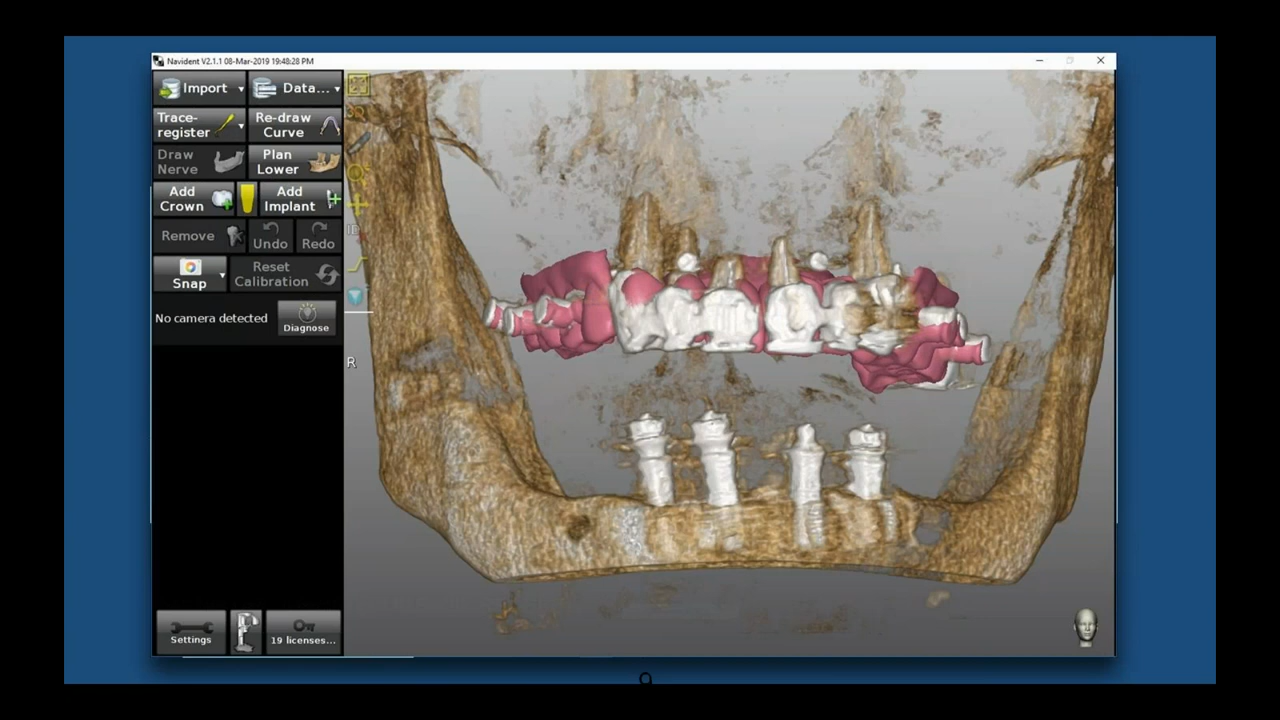 Navident V2.1.1 08-Mar-2019 19:48:28 PM
Import
Data...
Trace-
register
Re-draw
Curve
Draw
Nerve
Plan
Lower
Add
Crown
Add
Implant
Remove
Undo
Redo
Snap
Reset
Calibration
No camera detected
Diagnose
R
Settings
19 licenses...
9